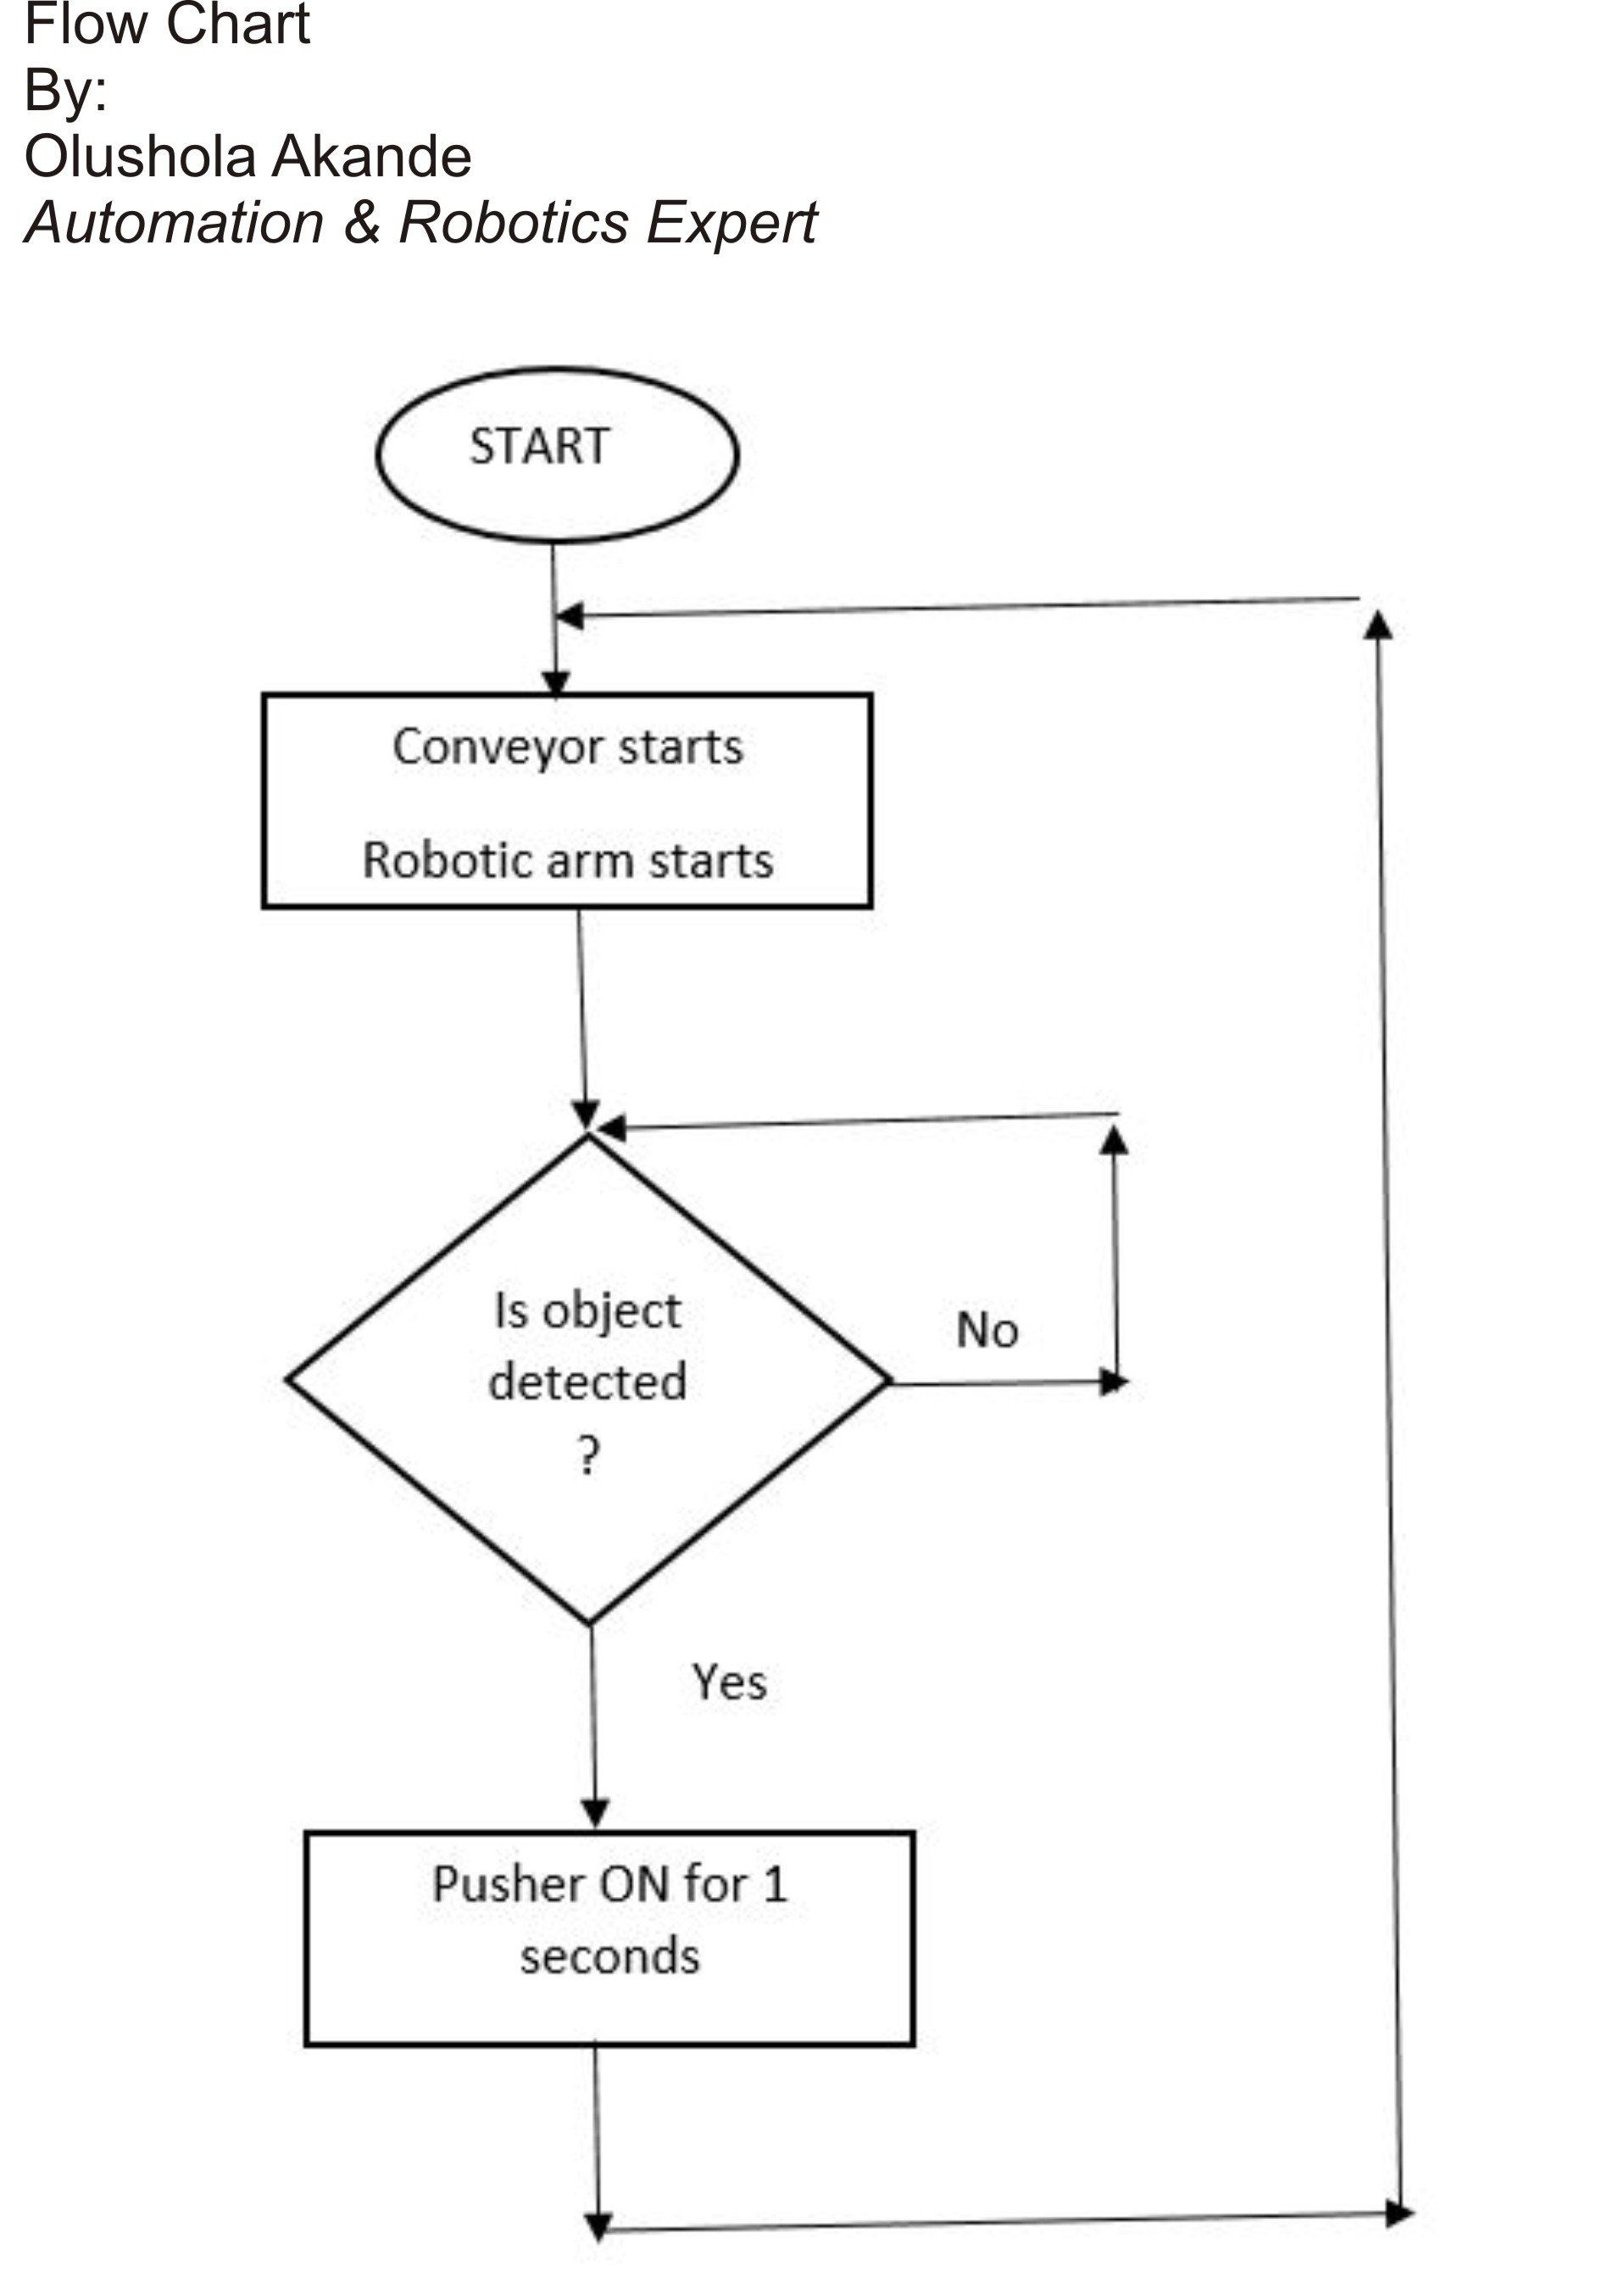 Flow Chart
By:
Olushola Akande
Automation & Robotics Expert
START
Conveyor starts
Robotic arm starts
Is object
detected
?
No
Yes
Pusher ON for 1
seconds